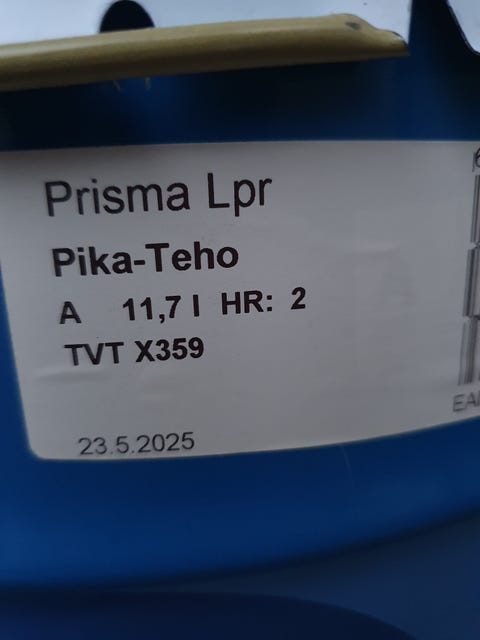 Prisma Lpr
Pika-Teho
A 11,7 l HR: 2
TVT X359
23.5.2025